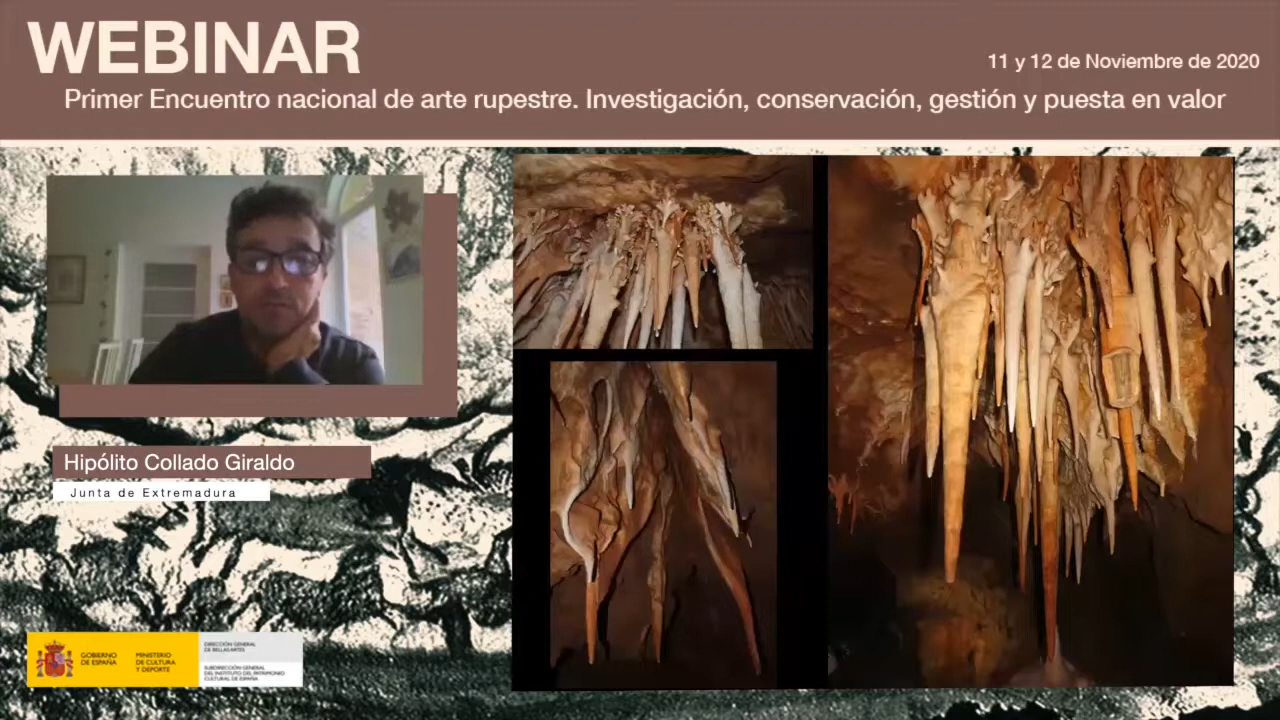 WEBINAR
11 y 12 de Noviembre de 2020
Primer Encuentro nacional de arte rupestre. Investigación, conservación, gestión y puesta en valor
Hipólito Collado Giraldo
Junta de Extremadura
GOBIERNO
DE ESPAÑA
MINISTERIO
DE CULTURA
Y DEPORTE
DIRECCIÓN GENERAL
DE BELLAS ARTES
SUBDIRECCIÓN GENERAL
DEL INSTITUTO DEL PATRIMONIO
CULTURAL DE ESPAÑA